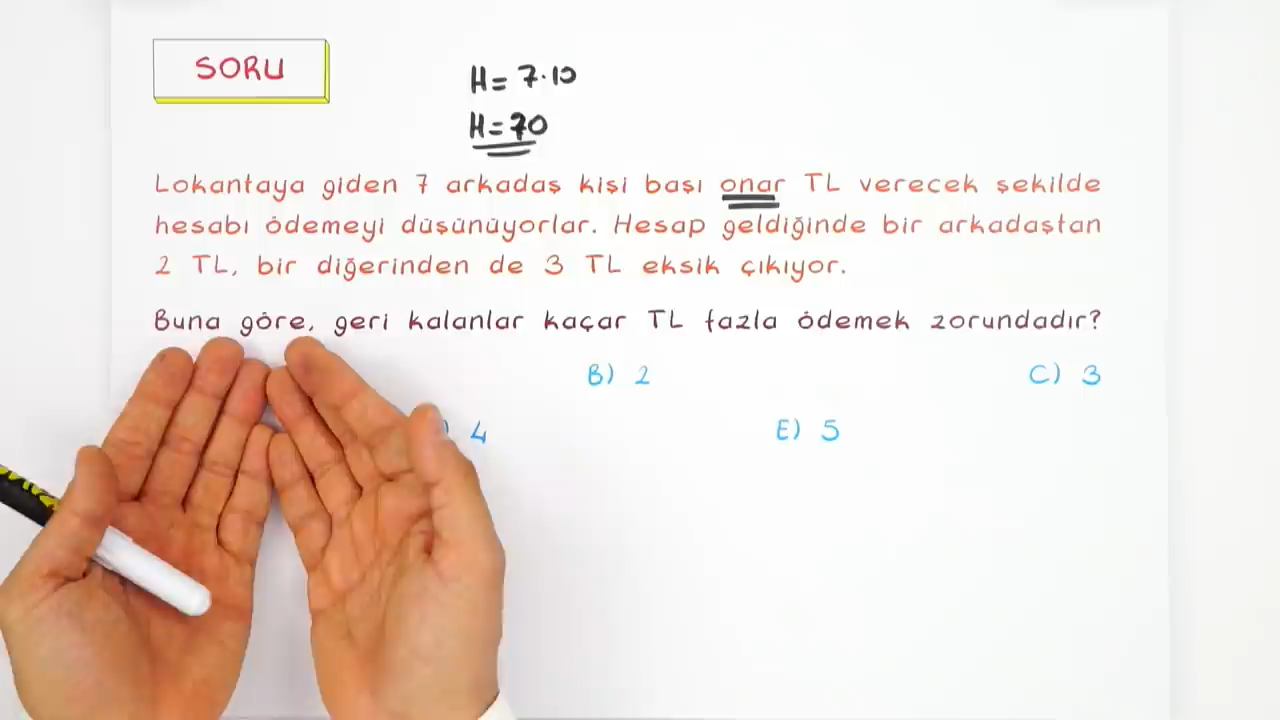 SORU
H = 7.10
H = 70
Lokantaya giden 7 arkadaş kişi başı onar TL verecek şekilde
hesabı ödemeyi düşünüyorlar. Hesap geldiğinde bir arkadaştan
2 TL, bir diğerinden de 3 TL eksik çıkıyor.
Buna göre, geri kalanlar kaçar TL fazla ödemek zorundadır?
B) 2 C) 3
) 4 E) 5